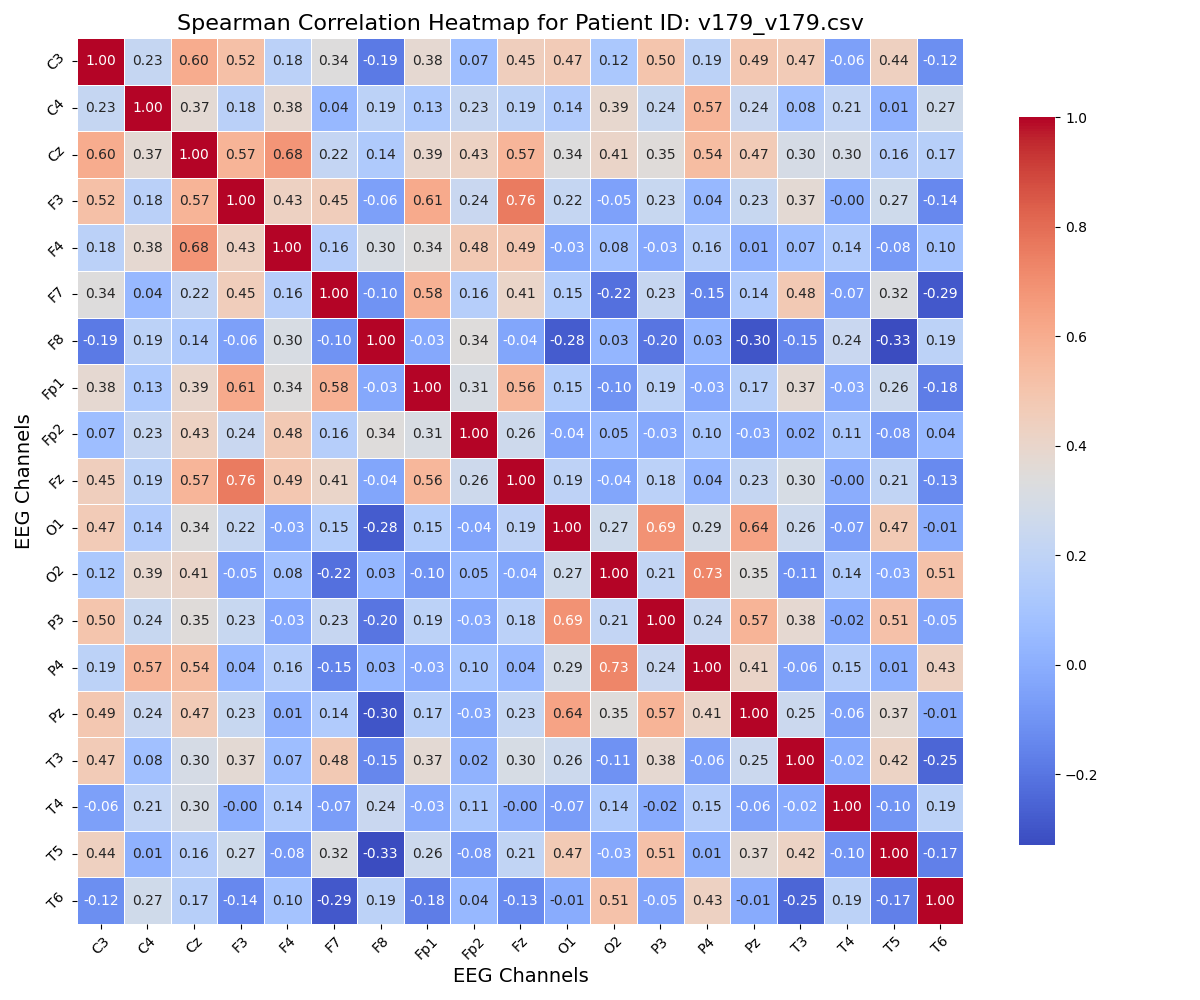 Spearman Correlation Heatmap for Patient ID: v179_v179.csv
C3 1.00 0.23 0.60 0.52 0.18 0.34 -0.19 0.38 0.07 0.45 0.47 0.12 0.50 0.19 0.49 0.47 -0.06 0.44 -0.12
C4 0.23 1.00 0.37 0.18 0.38 0.04 0.19 0.13 0.23 0.19 0.14 0.39 0.24 0.57 0.24 0.08 0.21 0.01 0.27
Cz 0.60 0.37 1.00 0.57 0.68 0.22 0.14 0.39 0.43 0.57 0.34 0.41 0.35 0.54 0.47 0.30 0.30 0.16 0.17
F3 0.52 0.18 0.57 1.00 0.43 0.45 -0.06 0.61 0.24 0.76 0.22 -0.05 0.23 0.04 0.23 0.37 -0.00 0.27 -0.14
F4 0.18 0.38 0.68 0.43 1.00 0.16 0.30 0.34 0.48 0.49 -0.03 0.08 -0.03 0.16 0.01 0.07 0.14 -0.08 0.10
F7 0.34 0.04 0.22 0.45 0.16 1.00 -0.10 0.58 0.16 0.41 0.15 -0.22 0.23 -0.15 0.14 0.48 -0.07 0.32 -0.29
F8 -0.19 0.19 0.14 -0.06 0.30 -0.10 1.00 -0.03 0.34 -0.04 -0.28 0.03 -0.20 0.03 -0.30 -0.15 0.24 -0.33 0.19
Fp1 0.38 0.13 0.39 0.61 0.34 0.58 -0.03 1.00 0.31 0.56 0.15 -0.10 0.19 -0.03 0.17 0.37 -0.03 0.26 -0.18
Fp2 0.07 0.23 0.43 0.24 0.48 0.16 0.34 0.31 1.00 0.26 -0.04 0.05 -0.03 0.10 -0.03 0.02 0.11 -0.08 0.04
Fz 0.45 0.19 0.57 0.76 0.49 0.41 -0.04 0.56 0.26 1.00 0.19 -0.04 0.18 0.04 0.23 0.30 -0.00 0.21 -0.13
O1 0.47 0.14 0.34 0.22 -0.03 0.15 -0.28 0.15 -0.04 0.19 1.00 0.27 0.69 0.29 0.64 0.26 -0.07 0.47 -0.01
O2 0.12 0.39 0.41 -0.05 0.08 -0.22 0.03 -0.10 0.05 -0.04 0.27 1.00 0.21 0.73 0.35 -0.11 0.14 -0.03 0.51
P3 0.50 0.24 0.35 0.23 -0.03 0.23 -0.20 0.19 -0.03 0.18 0.69 0.21 1.00 0.24 0.57 0.38 -0.02 0.51 -0.05
P4 0.19 0.57 0.54 0.04 0.16 -0.15 0.03 -0.03 0.10 0.04 0.29 0.73 0.24 1.00 0.41 -0.06 0.15 0.01 0.43
Pz 0.49 0.24 0.47 0.23 0.01 0.14 -0.30 0.17 -0.03 0.23 0.64 0.35 0.57 0.41 1.00 0.25 -0.06 0.37 -0.01
T3 0.47 0.08 0.30 0.37 0.07 0.48 -0.15 0.37 0.02 0.30 0.26 -0.11 0.38 -0.06 0.25 1.00 -0.02 0.42 -0.25
T4 -0.06 0.21 0.30 -0.00 0.14 -0.07 0.24 -0.03 0.11 -0.00 -0.07 0.14 -0.02 0.15 -0.06 -0.02 1.00 -0.10 0.19
T5 0.44 0.01 0.16 0.27 -0.08 0.32 -0.33 0.26 -0.08 0.21 0.47 -0.03 0.51 0.01 0.37 0.42 -0.10 1.00 -0.17
T6 -0.12 0.27 0.17 -0.14 0.10 -0.29 0.19 -0.18 0.04 -0.13 -0.01 0.51 -0.05 0.43 -0.01 -0.25 0.19 -0.17 1.00
C3 C4 Cz F3 F4 F7 F8 Fp1 Fp2 Fz O1 O2 P3 P4 Pz T3 T4 T5 T6
EEG Channels
EEG Channels
1.0
0.8
0.6
0.4
0.2
0.0
−0.2